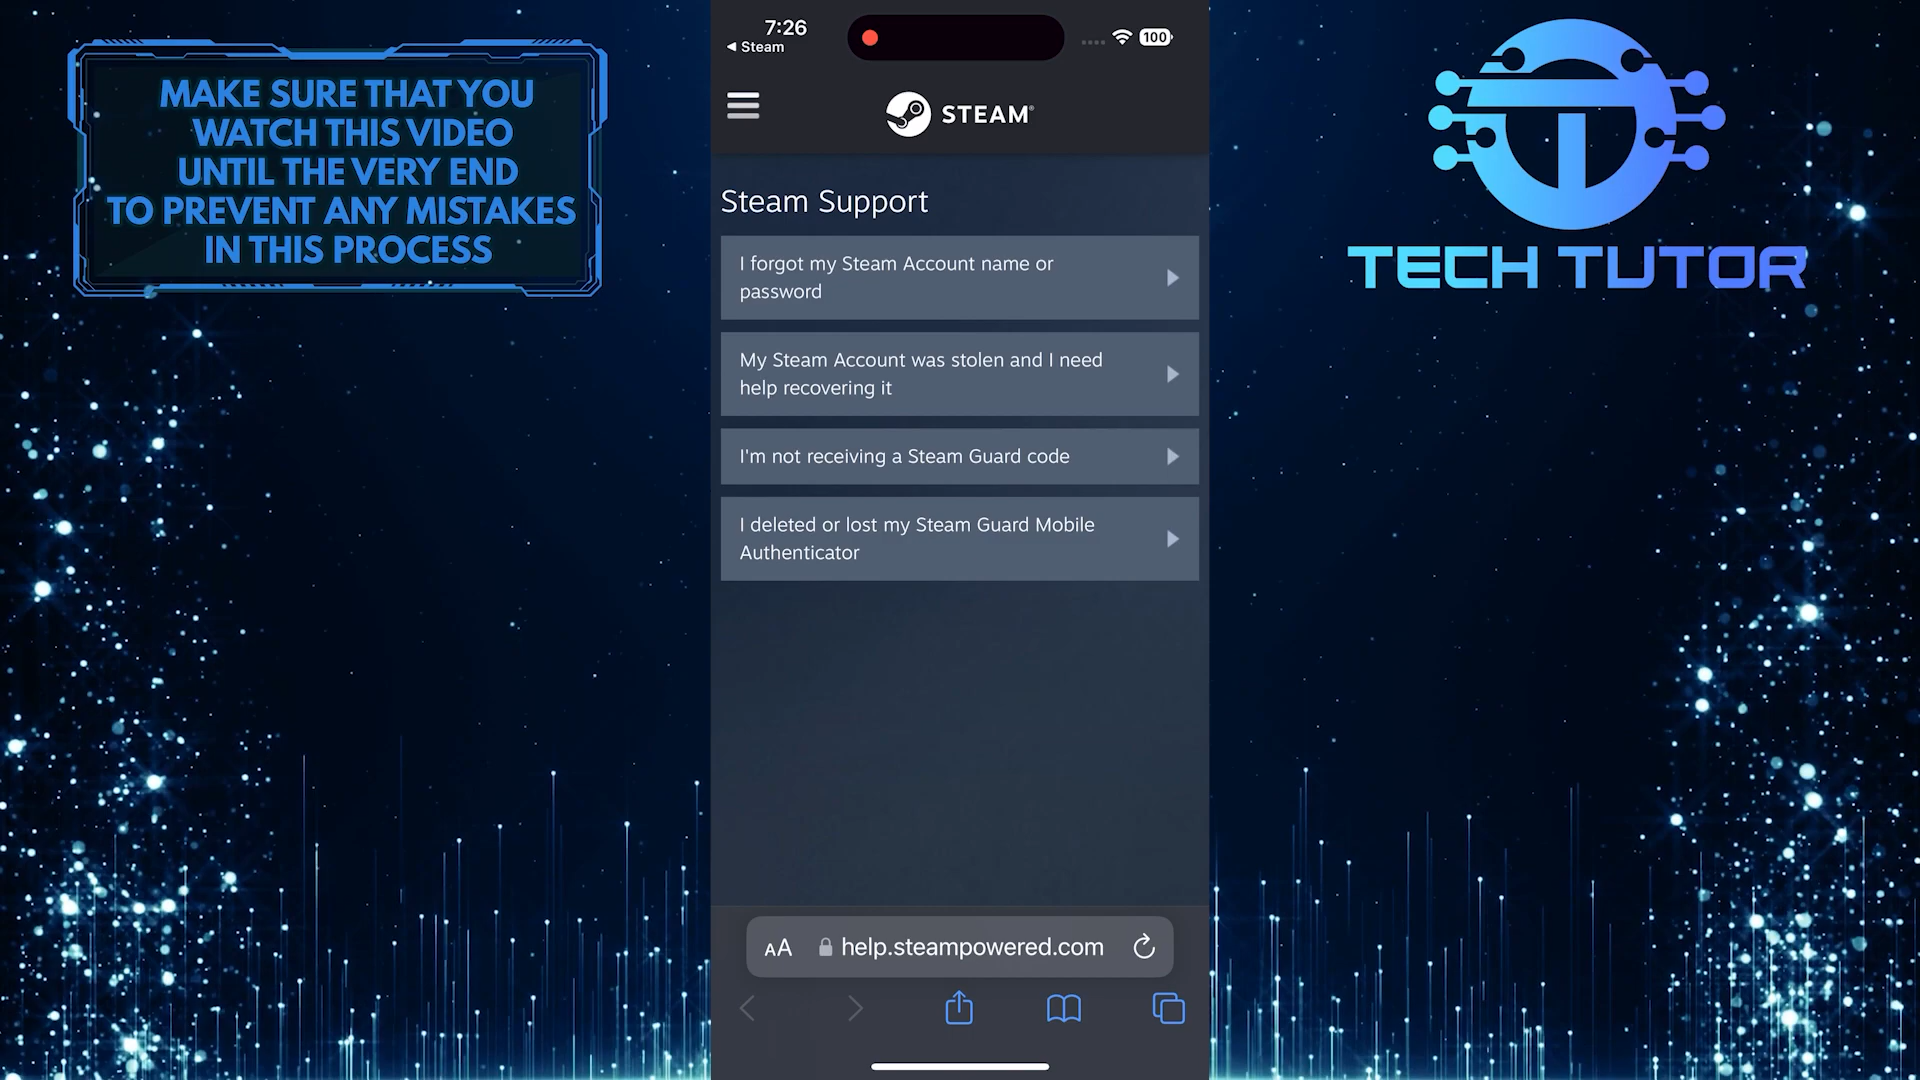 MAKE SURE THAT YOU
WATCH THIS VIDEO
UNTIL THE VERY END
TO PREVENT ANY MISTAKES
IN THIS PROCESS
7:26
◀ Steam
100
STEAM®
Steam Support
I forgot my Steam Account name or
password
My Steam Account was stolen and I need
help recovering it
I'm not receiving a Steam Guard code
I deleted or lost my Steam Guard Mobile
Authenticator
AA help.steampowered.com
TECH TUTOR